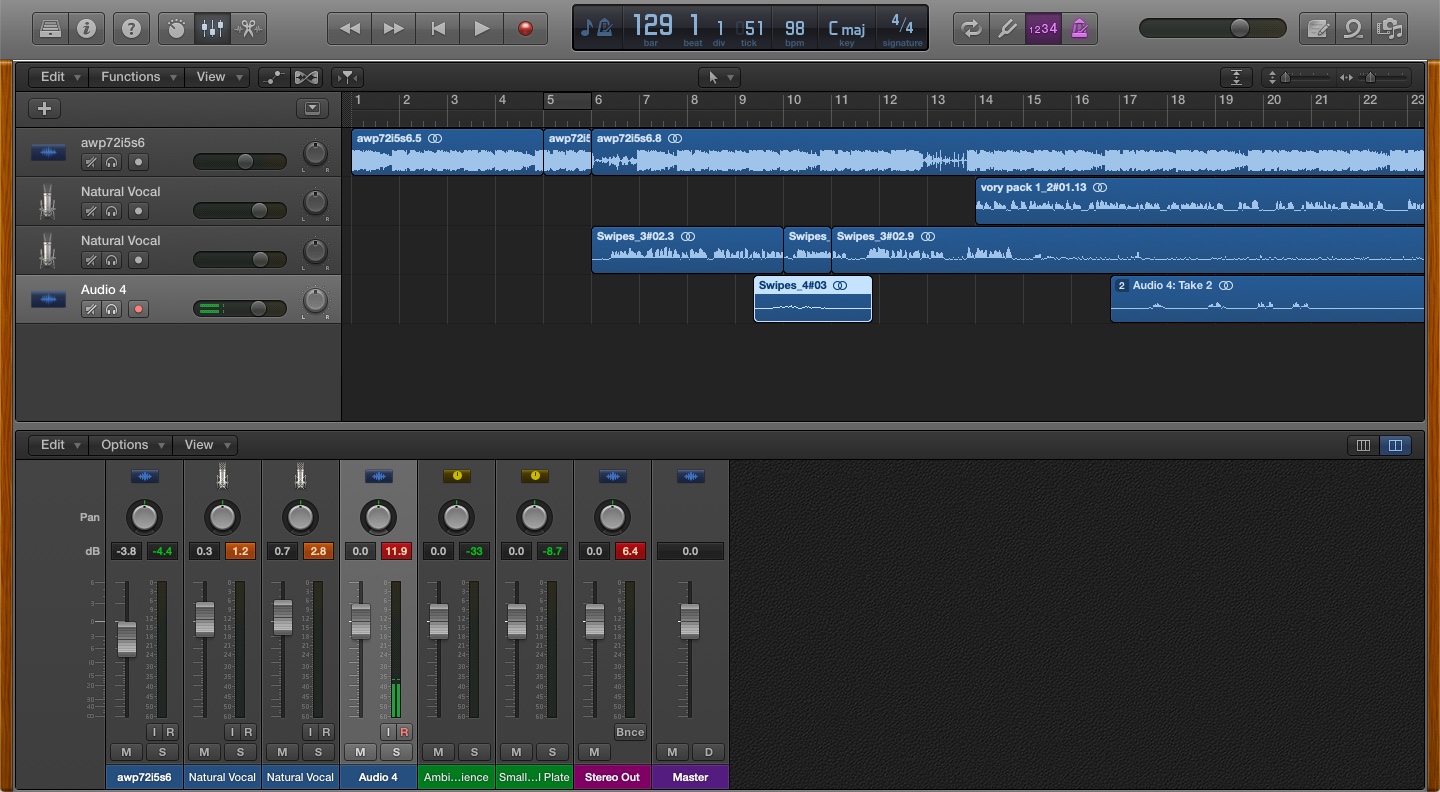 1234
129 1 1 51 98 C maj 4/4
bar beat div tick bpm key signature
Edit Functions View
1 2 3 4 5 6 7 8 9 10 11 12 13 14 15 16 17 18 19 20 21 22 23
awp72i5s6
L R
awp72i5s6.5 awp72i5 awp72i5s6.8
Natural Vocal
L R
vory pack 1_2#01.13
Natural Vocal
L R
Swipes_3#02.3 Swipes_ Swipes_3#02.9
Audio 4
L R
Swipes_4#03 2 Audio 4: Take 2
Edit Options View
Pan
dB -3.8 -4.4 0.3 1.2 0.7 2.8 0.0 11.9 0.0 -33 0.0 -8.7 0.0 6.4 0.0
I R I R I R I R Bnce
M S M S M S M S M S M S M M D
awp72i5s6 Natural Vocal Natural Vocal Audio 4 Ambi...ience Small...l Plate Stereo Out Master